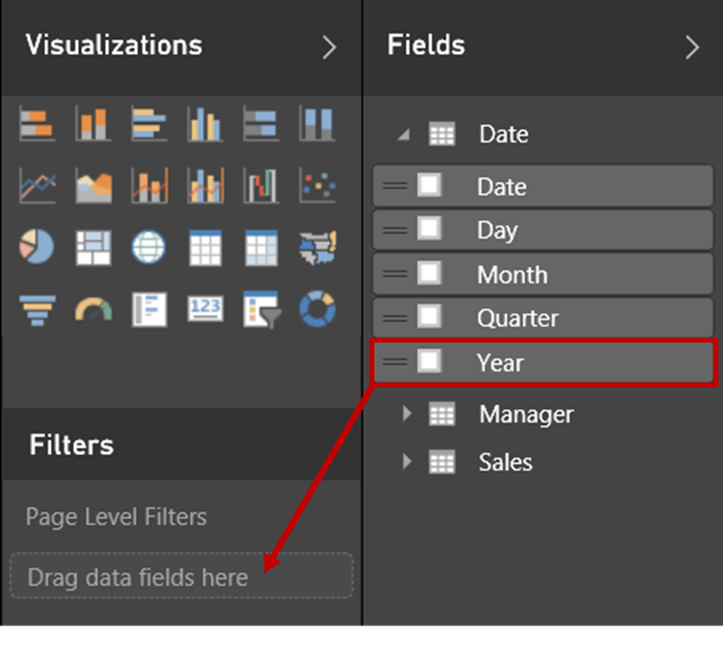 Visualizations
123
Filters
Page Level Filters
Drag data fields here
Fields
Date
Date
Day
Month
Quarter
Year
Manager
Sales